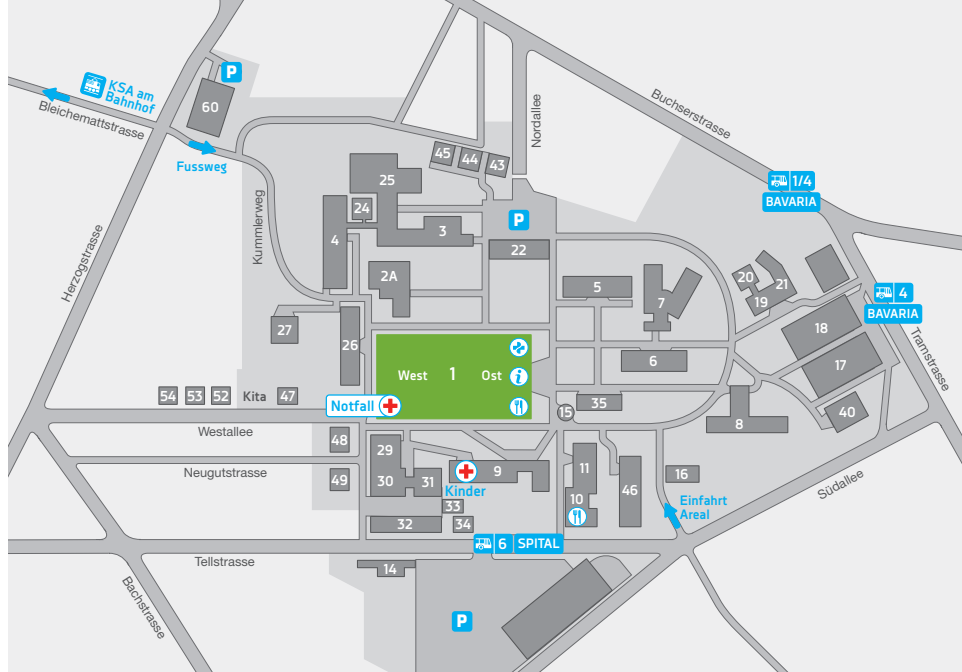 P
KSA am
Bahnhof
Bleichemattstrasse
60
Fussweg
Nordallee
Buchserstrasse
45
44
43
25
24
4
3
P
22
1/4
BAVARIA
Kummlerweg
Herzogstrasse
2A
5
7
20
21
19
4
BAVARIA
27
26
18
17
Tramstrasse
6
West 1 Ost
i
54
53
52
Kita
47
Notfall
35
15
8
40
Westallee
48
29
9
11
Neugutstrasse
49
30
31
Kinder
10
46
16
Südallee
33
34
32
Einfahrt
Areal
6 SPITAL
Tellstrasse
14
Bachstrasse
P